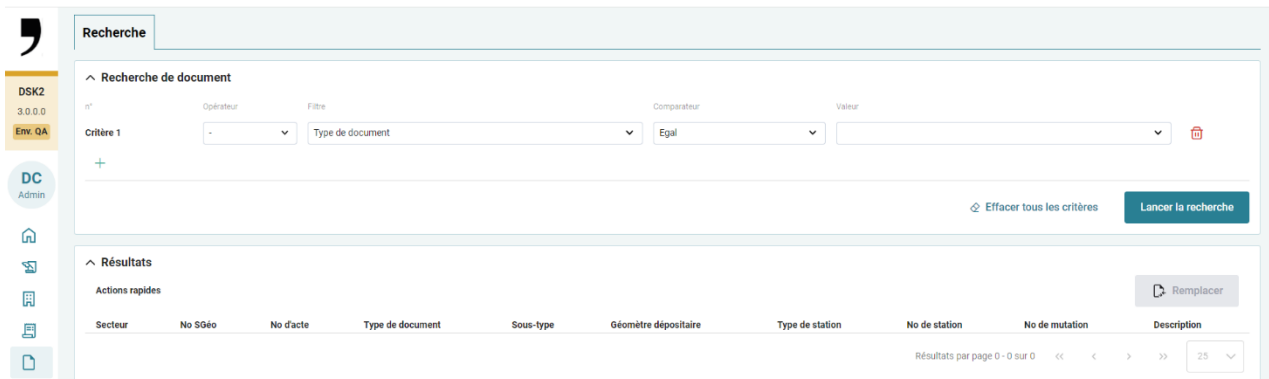 Recherche
DSK2
3.0.0.0
Env. QA
DC
Admin
Recherche de document
n° Opérateur Filtre Comparateur Valeur
Critère 1 - Type de document Egal
Effacer tous les critères Lancer la recherche
Résultats
Actions rapides Remplacer
Secteur No SGéo No d'acte Type de document Sous-type Géomètre dépositaire Type de station No de station No de mutation Description
Résultats par page 0 - 0 sur 0 << < > >> 25